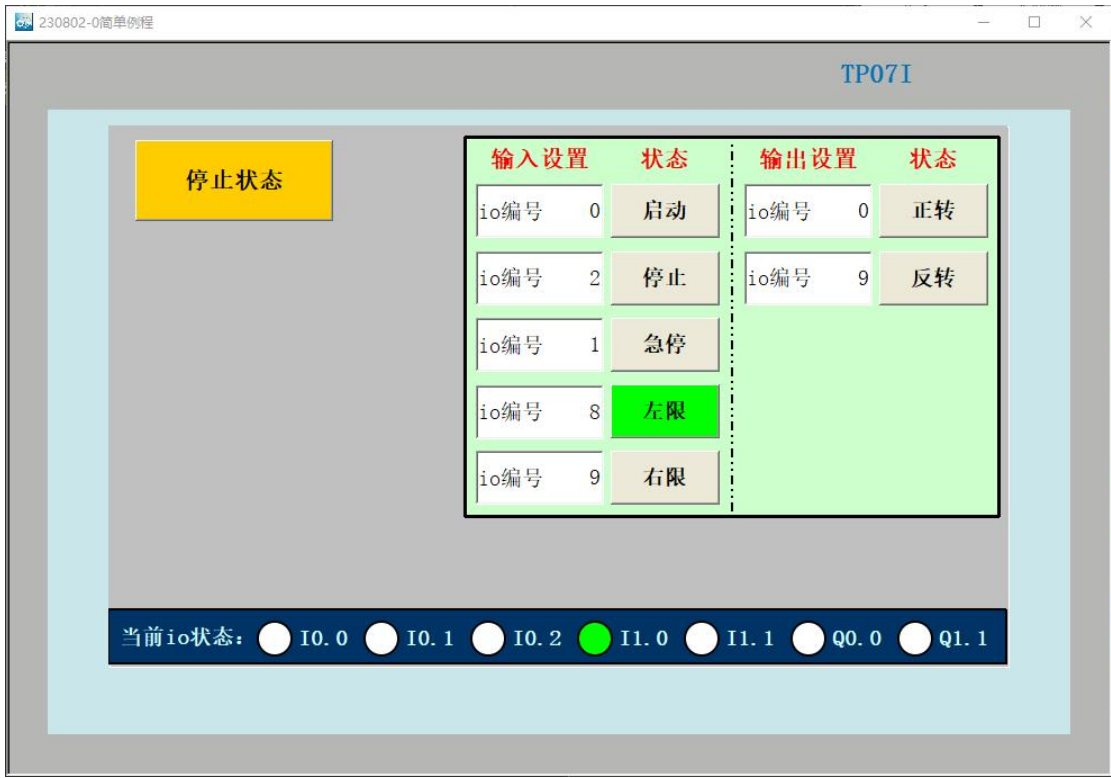 230802-0简单例程
TP07I
停止状态
输入设置 状态 输出设置 状态
io编号 0 启动 io编号 0 正转
io编号 2 停止 io编号 9 反转
io编号 1 急停
io编号 8 左限
io编号 9 右限
当前io状态: I0.0 I0.1 I0.2 I1.0 I1.1 Q0.0 Q1.1